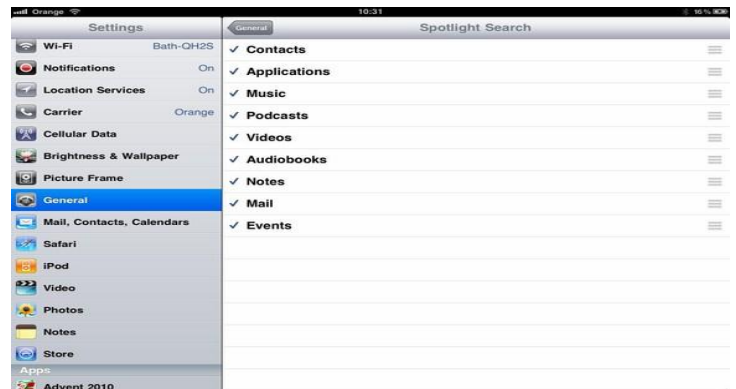 Orange 10:31 16%
Settings
Wi-Fi Bath-QH2S
Notifications On
Location Services On
Carrier Orange
Cellular Data
Brightness & Wallpaper
Picture Frame
General
Mail, Contacts, Calendars
Safari
iPod
Video
Photos
Notes
Store
Apps
Advent 2010
General Spotlight Search
Contacts
Applications
Music
Podcasts
Videos
Audiobooks
Notes
Mail
Events